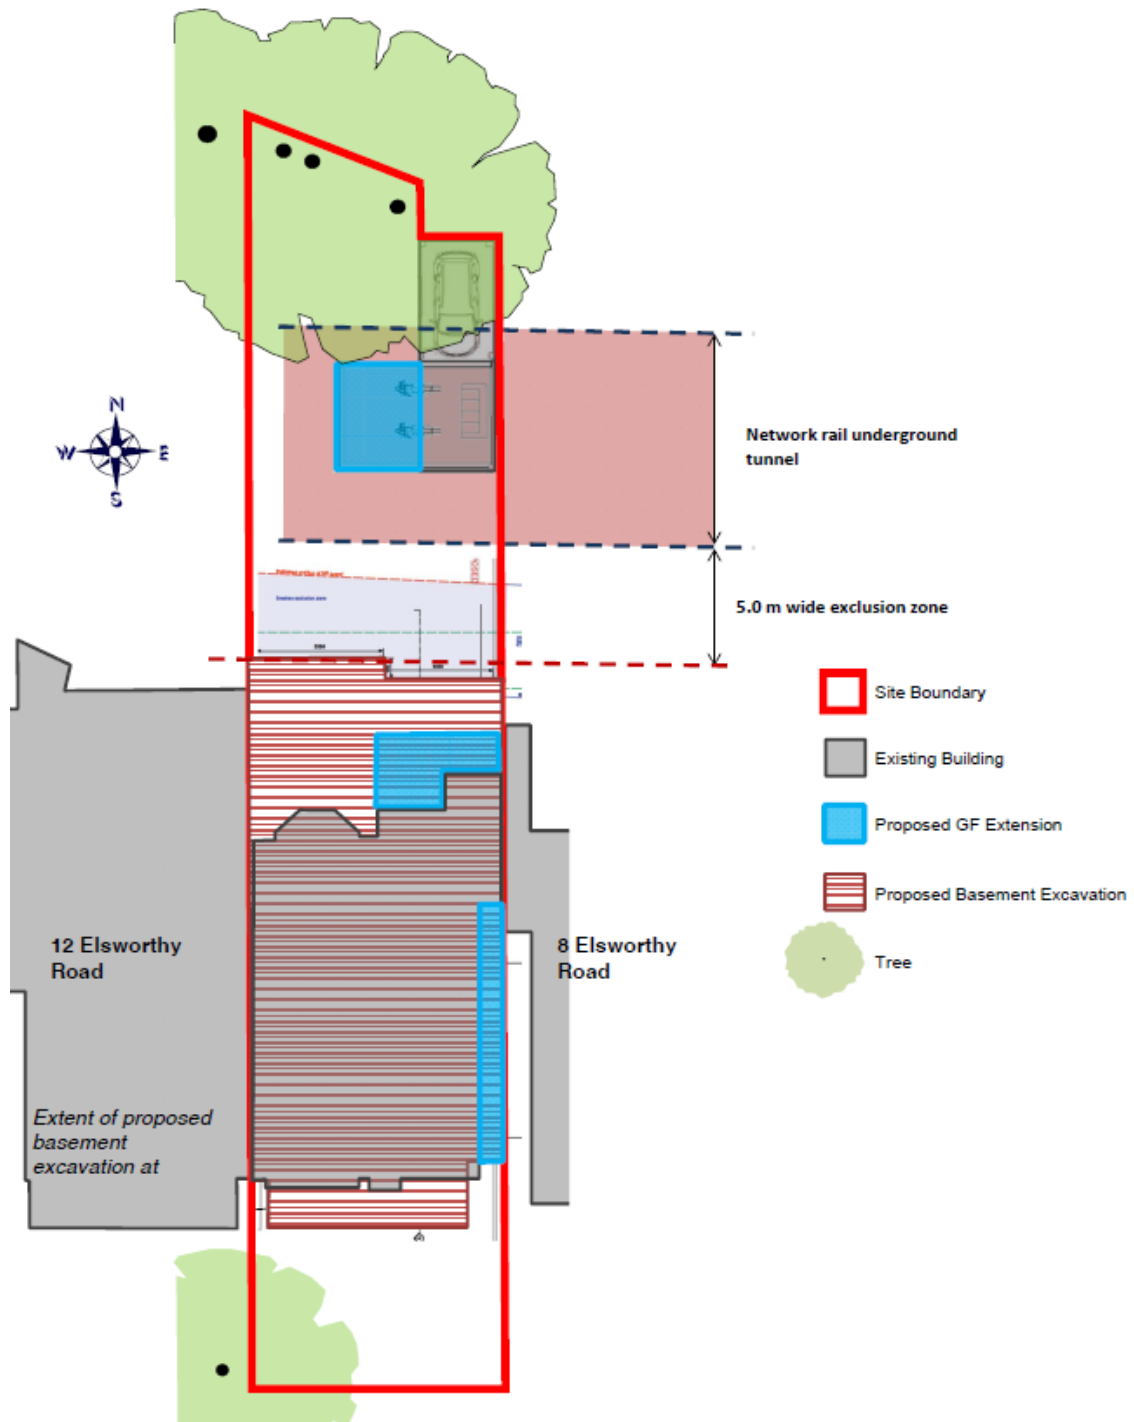 N
W E
S
Network rail underground
tunnel
5.0 m wide exclusion zone
Site Boundary
Existing Building
Proposed GF Extension
Proposed Basement Excavation
Tree
12 Elsworthy
Road
8 Elsworthy
Road
Extent of proposed
basement
excavation at